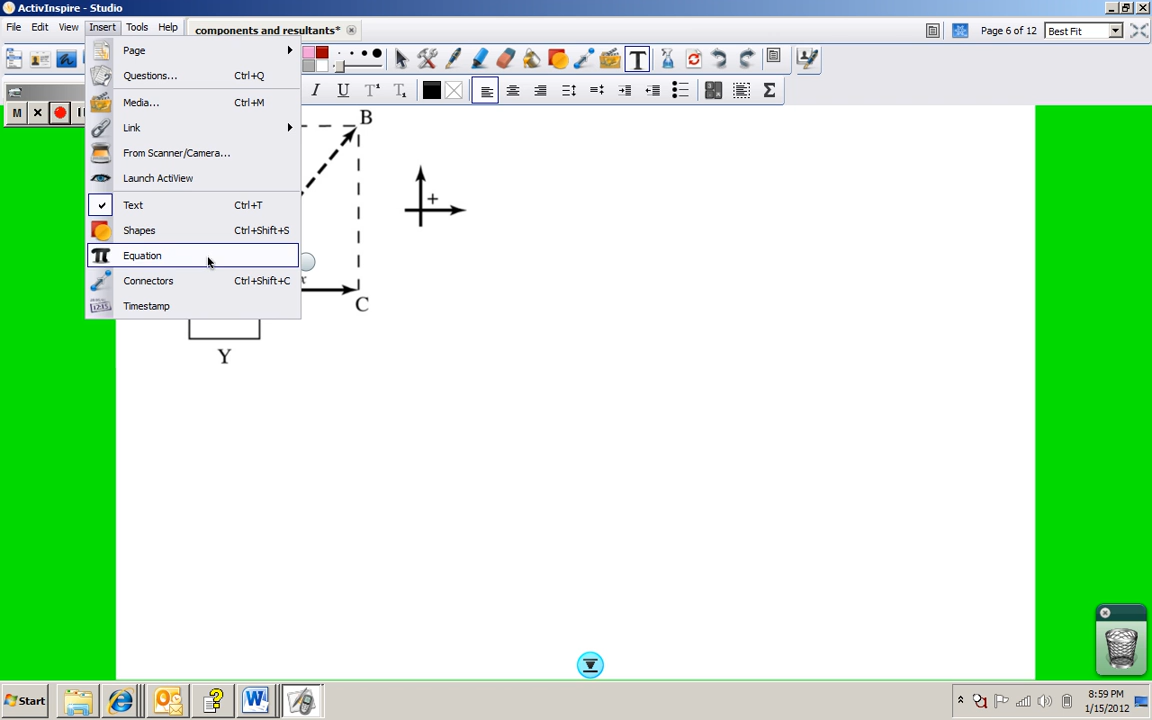 ActivInspire - Studio
File Edit View Insert Tools Help components and resultants* Page 6 of 12 Best Fit
Page
Questions... Ctrl+Q
Media... Ctrl+M
Link
From Scanner/Camera...
Launch ActiView
Text Ctrl+T
Shapes Ctrl+Shift+S
Equation
Connectors Ctrl+Shift+C
Timestamp
M
I U T T Σ
B
+
x
C
Y
Start
8:59 PM
1/15/2012